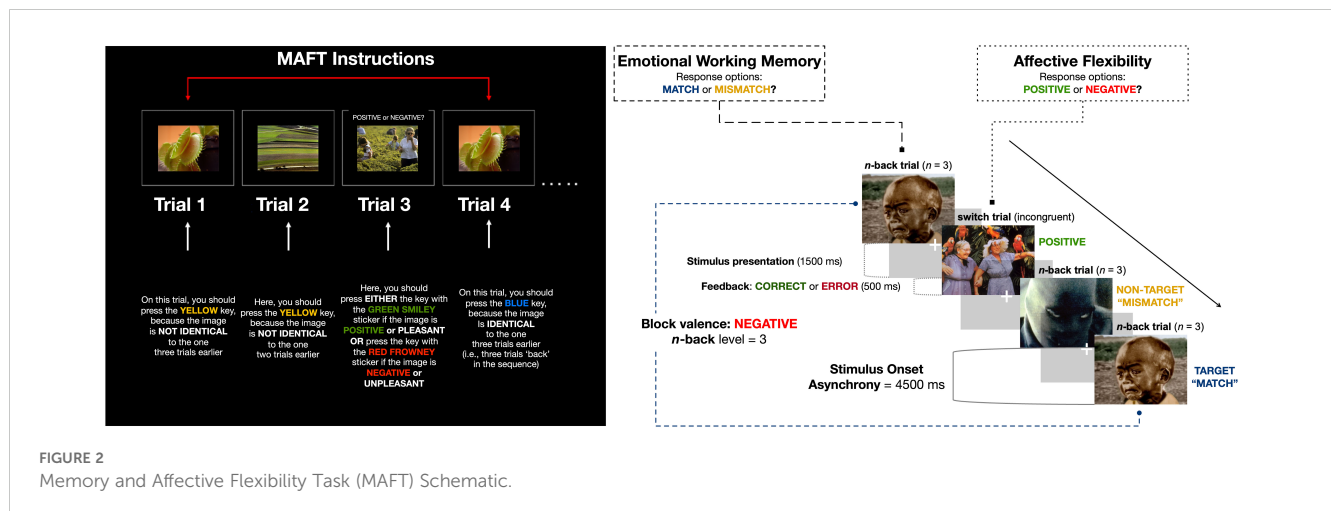 MAFT Instructions
POSITIVE or NEGATIVE?
.....
Trial 1
Trial 2
Trial 3
Trial 4
On this trial, you should
press the YELLOW key,
because the image
is NOT IDENTICAL
to the one
three trials earlier
Here, you should
press the YELLOW key,
because the image
is NOT IDENTICAL
to the one
two trials earlier
Here, you should
press EITHER the key with
the GREEN SMILEY
sticker if the image is
POSITIVE or PLEASANT
OR press the key with
the RED FROWNEY
sticker if the image is
NEGATIVE or
UNPLEASANT
On this trial, you should
press the BLUE key,
because the image
is IDENTICAL
to the one
three trials earlier
(i.e., three trials ‘back’
in the sequence)
Emotional Working Memory
Response options:
MATCH or MISMATCH?
Affective Flexibility
Response options:
POSITIVE or NEGATIVE?
n-back trial (n = 3)
switch trial (incongruent)
POSITIVE
Stimulus presentation (1500 ms)
Feedback: CORRECT or ERROR (500 ms)
n-back trial (n = 3)
NON-TARGET
“MISMATCH”
Block valence: NEGATIVE
n-back level = 3
n-back trial (n = 3)
Stimulus Onset
Asynchrony = 4500 ms
TARGET
“MATCH”
FIGURE 2
Memory and Affective Flexibility Task (MAFT) Schematic.